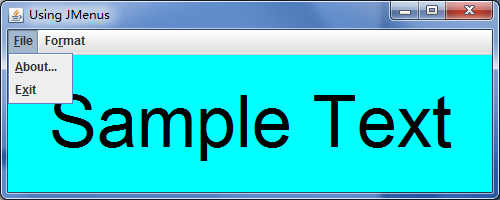 Using JMenus
File Format
About...
Exit
Sample Text